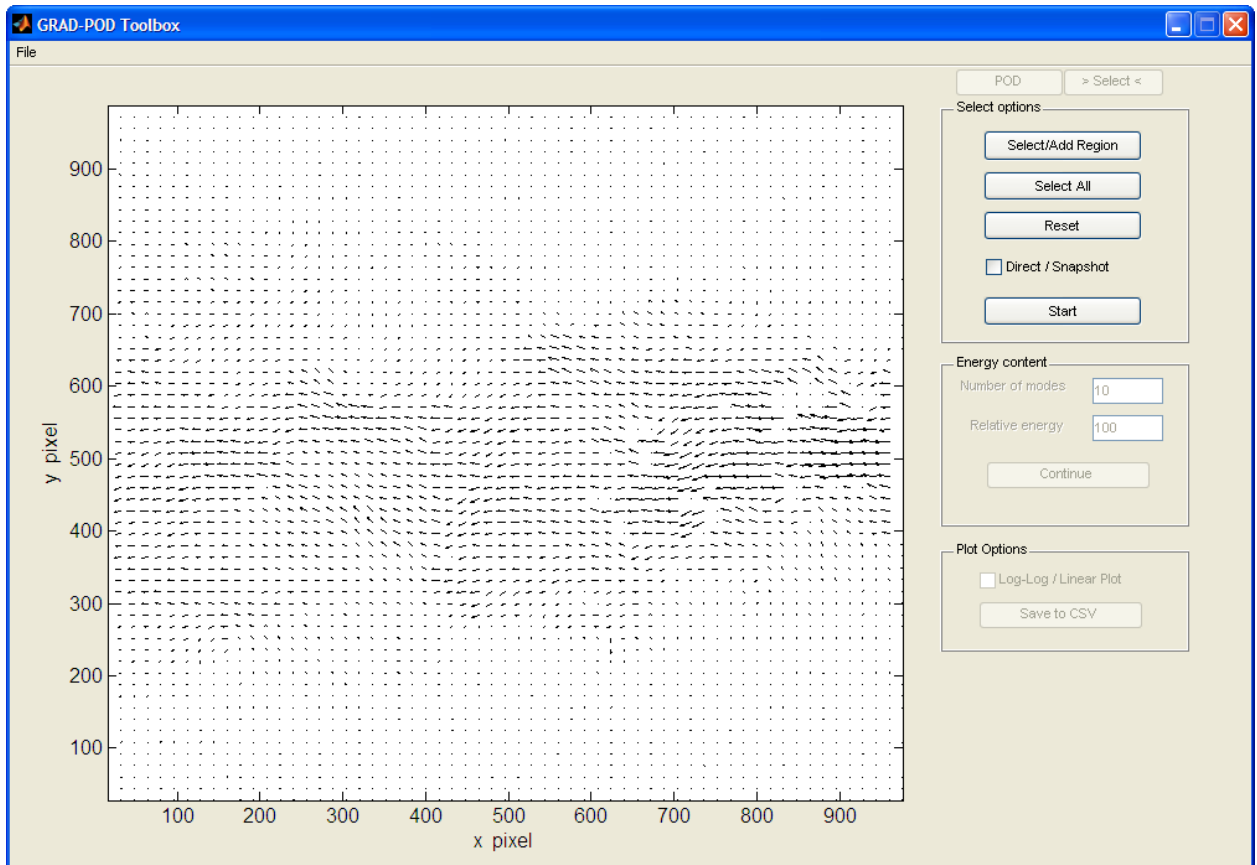 GRAD-POD Toolbox
File
POD
> Select <
Select options
Select/Add Region
Select All
Reset
Direct / Snapshot
Start
Energy content
Number of modes
10
Relative energy
100
Continue
Plot Options
Log-Log / Linear Plot
Save to CSV
900
800
700
600
500
400
300
200
100
y pixel
100 200 300 400 500 600 700 800 900
x pixel